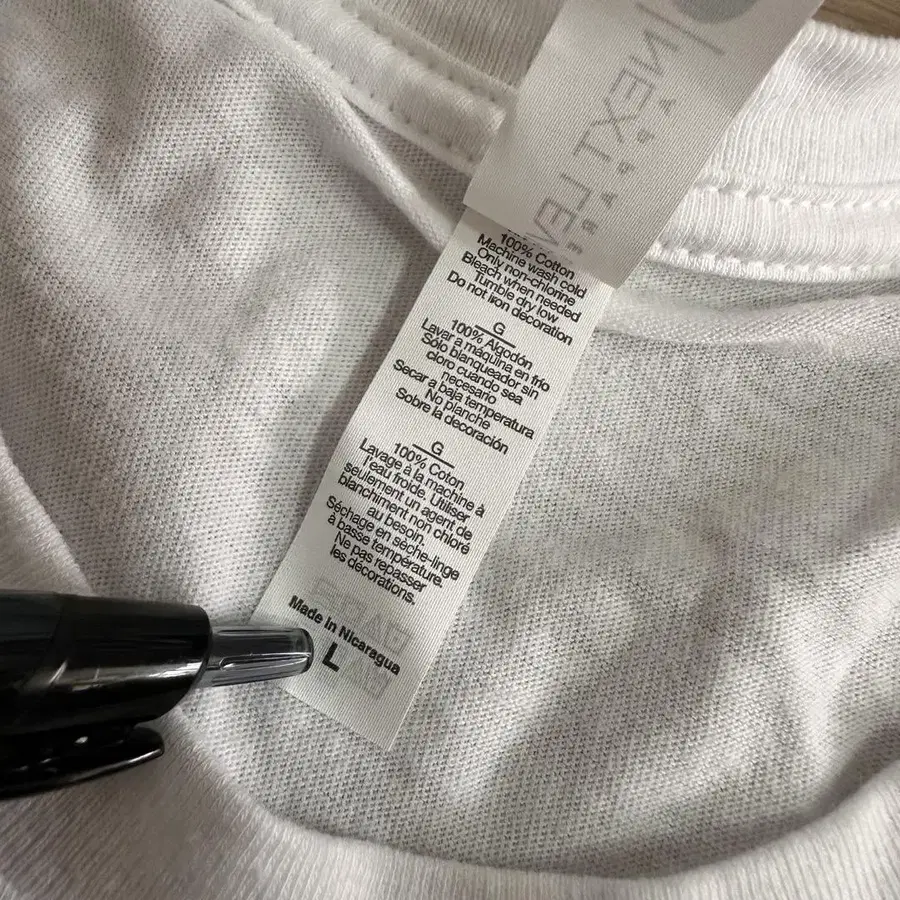 NEXT LEVEL
APPARE
100% Cotton
Machine wash cold
Only non-chlorine
Bleach when needed
Tumble dry low
Do not iron decoration
G
100% Algodón
Lavar a máquina en frío
Sólo blanqueador sin
cloro cuando sea
necesario
Secar a baja temperatura
No planche
Sobre la decoración
G
100% Coton
Lavage à la machine à
l'eau froide. Utiliser
seulement un agent de
blanchiment non chloré
au besoin.
Séchage en sèche-linge
à basse température.
Ne pas repasser
les décorations.
Made in Nicaragua
L